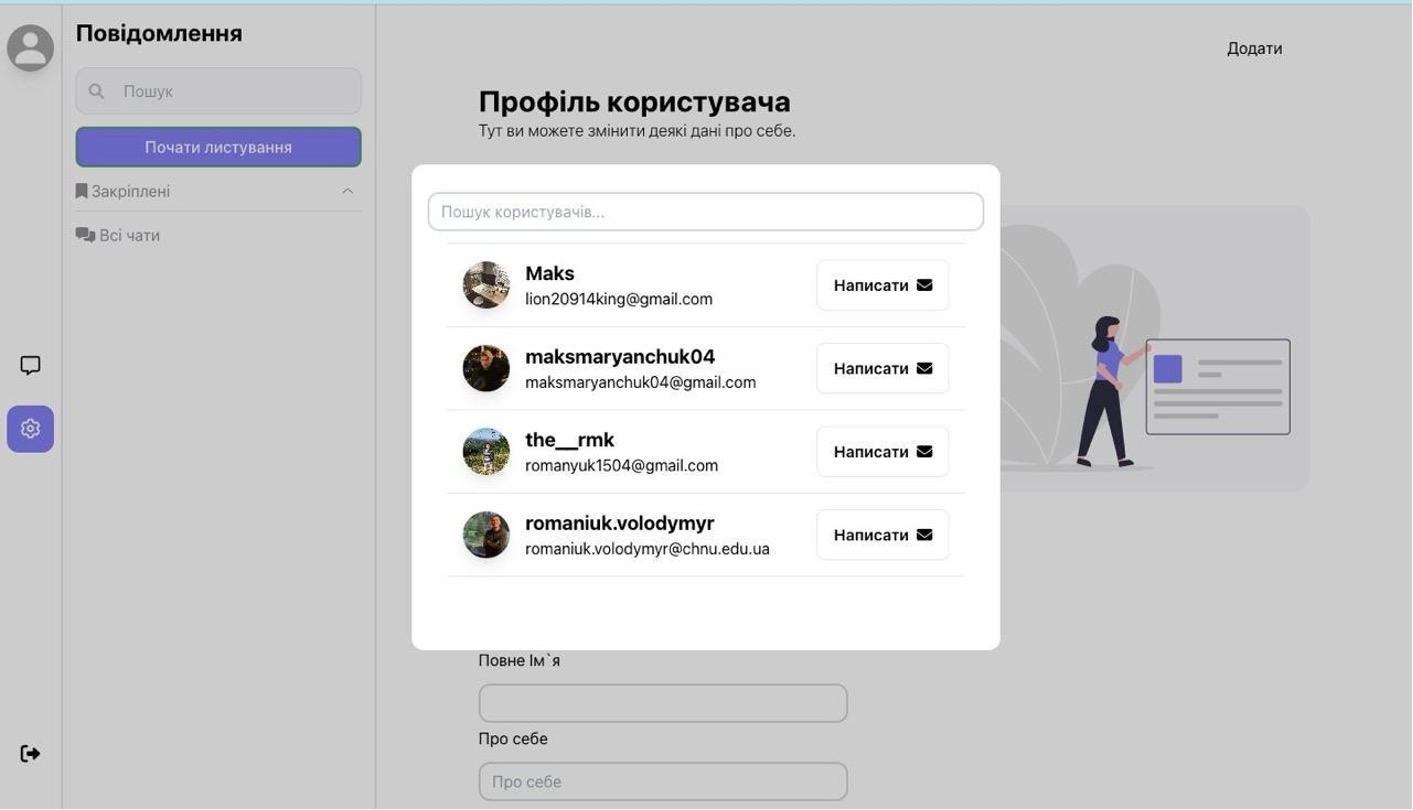 Повідомлення
Пошук
Почати листування
Закріплені
Всі чати
Додати
Профіль користувача
Тут ви можете змінити деякі дані про себе.
Пошук користувачів...
Maks
lion20914king@gmail.com
Написати
maksmaryanchuk04
maksmaryanchuk04@gmail.com
Написати
the__rmk
romanyuk1504@gmail.com
Написати
romaniuk.volodymyr
romaniuk.volodymyr@chnu.edu.ua
Написати
Повне Ім`я
Про себе
Про себе